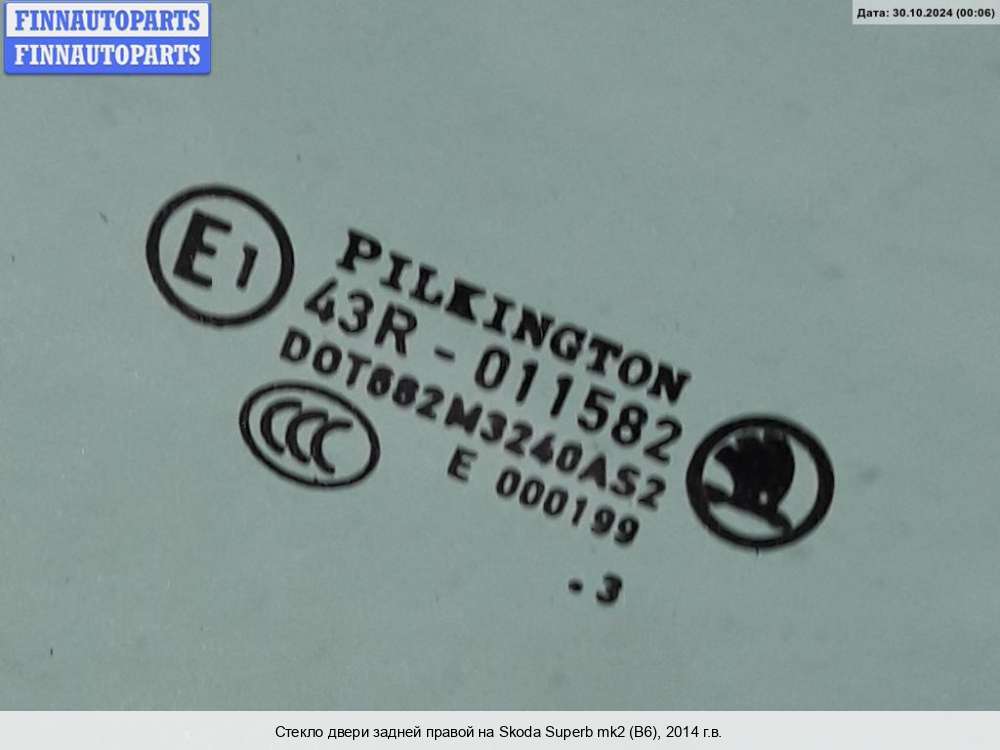 FINNAUTOPARTS
FINNAUTOPARTS
Дата: 30.10.2024 (00:06)
E1
PILKINGTON
43R - 011582
DOT682M3240AS2
CCC
E 000199
- 3
Стекло двери задней правой на Skoda Superb mk2 (B6), 2014 г.в.